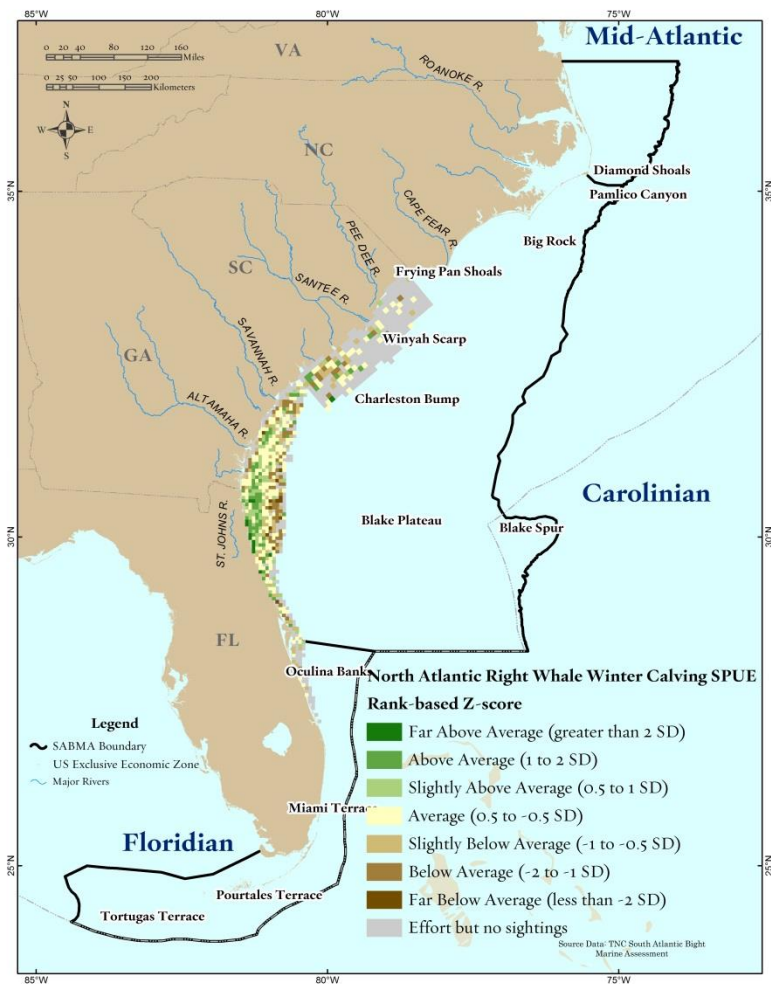 85°W 80°W 75°W
Mid-Atlantic
0 20 40 80 120 160
Miles
0 25 50 100 150 200
Kilometers
N
W E
S
VA
ROANOKE R.
NC
Diamond Shoals
Pamlico Canyon
35°N 35°N
CAPE FEAR R.
PEE DEE R.
Big Rock
SC
Frying Pan Shoals
SANTEE R.
Winyah Scarp
SAVANNAH R.
GA
Charleston Bump
ALTAMAHA R.
Carolinian
Blake Plateau
Blake Spur
30°N 30°N
ST. JOHNS R.
FL
Oculina Bank
North Atlantic Right Whale Winter Calving SPUE
Rank-based Z-score
Far Above Average (greater than 2 SD)
Above Average (1 to 2 SD)
Slightly Above Average (0.5 to 1 SD)
Average (0.5 to -0.5 SD)
Slightly Below Average (-1 to -0.5 SD)
Below Average (-2 to -1 SD)
Far Below Average (less than -2 SD)
Effort but no sightings
Legend
SABMA Boundary
US Exclusive Economic Zone
Major Rivers
Miami Terrace
Floridian
25°N 25°N
Pourtales Terrace
Tortugas Terrace
Source Data: TNC South Atlantic Bight
Marine Assessment
85°W 80°W 75°W